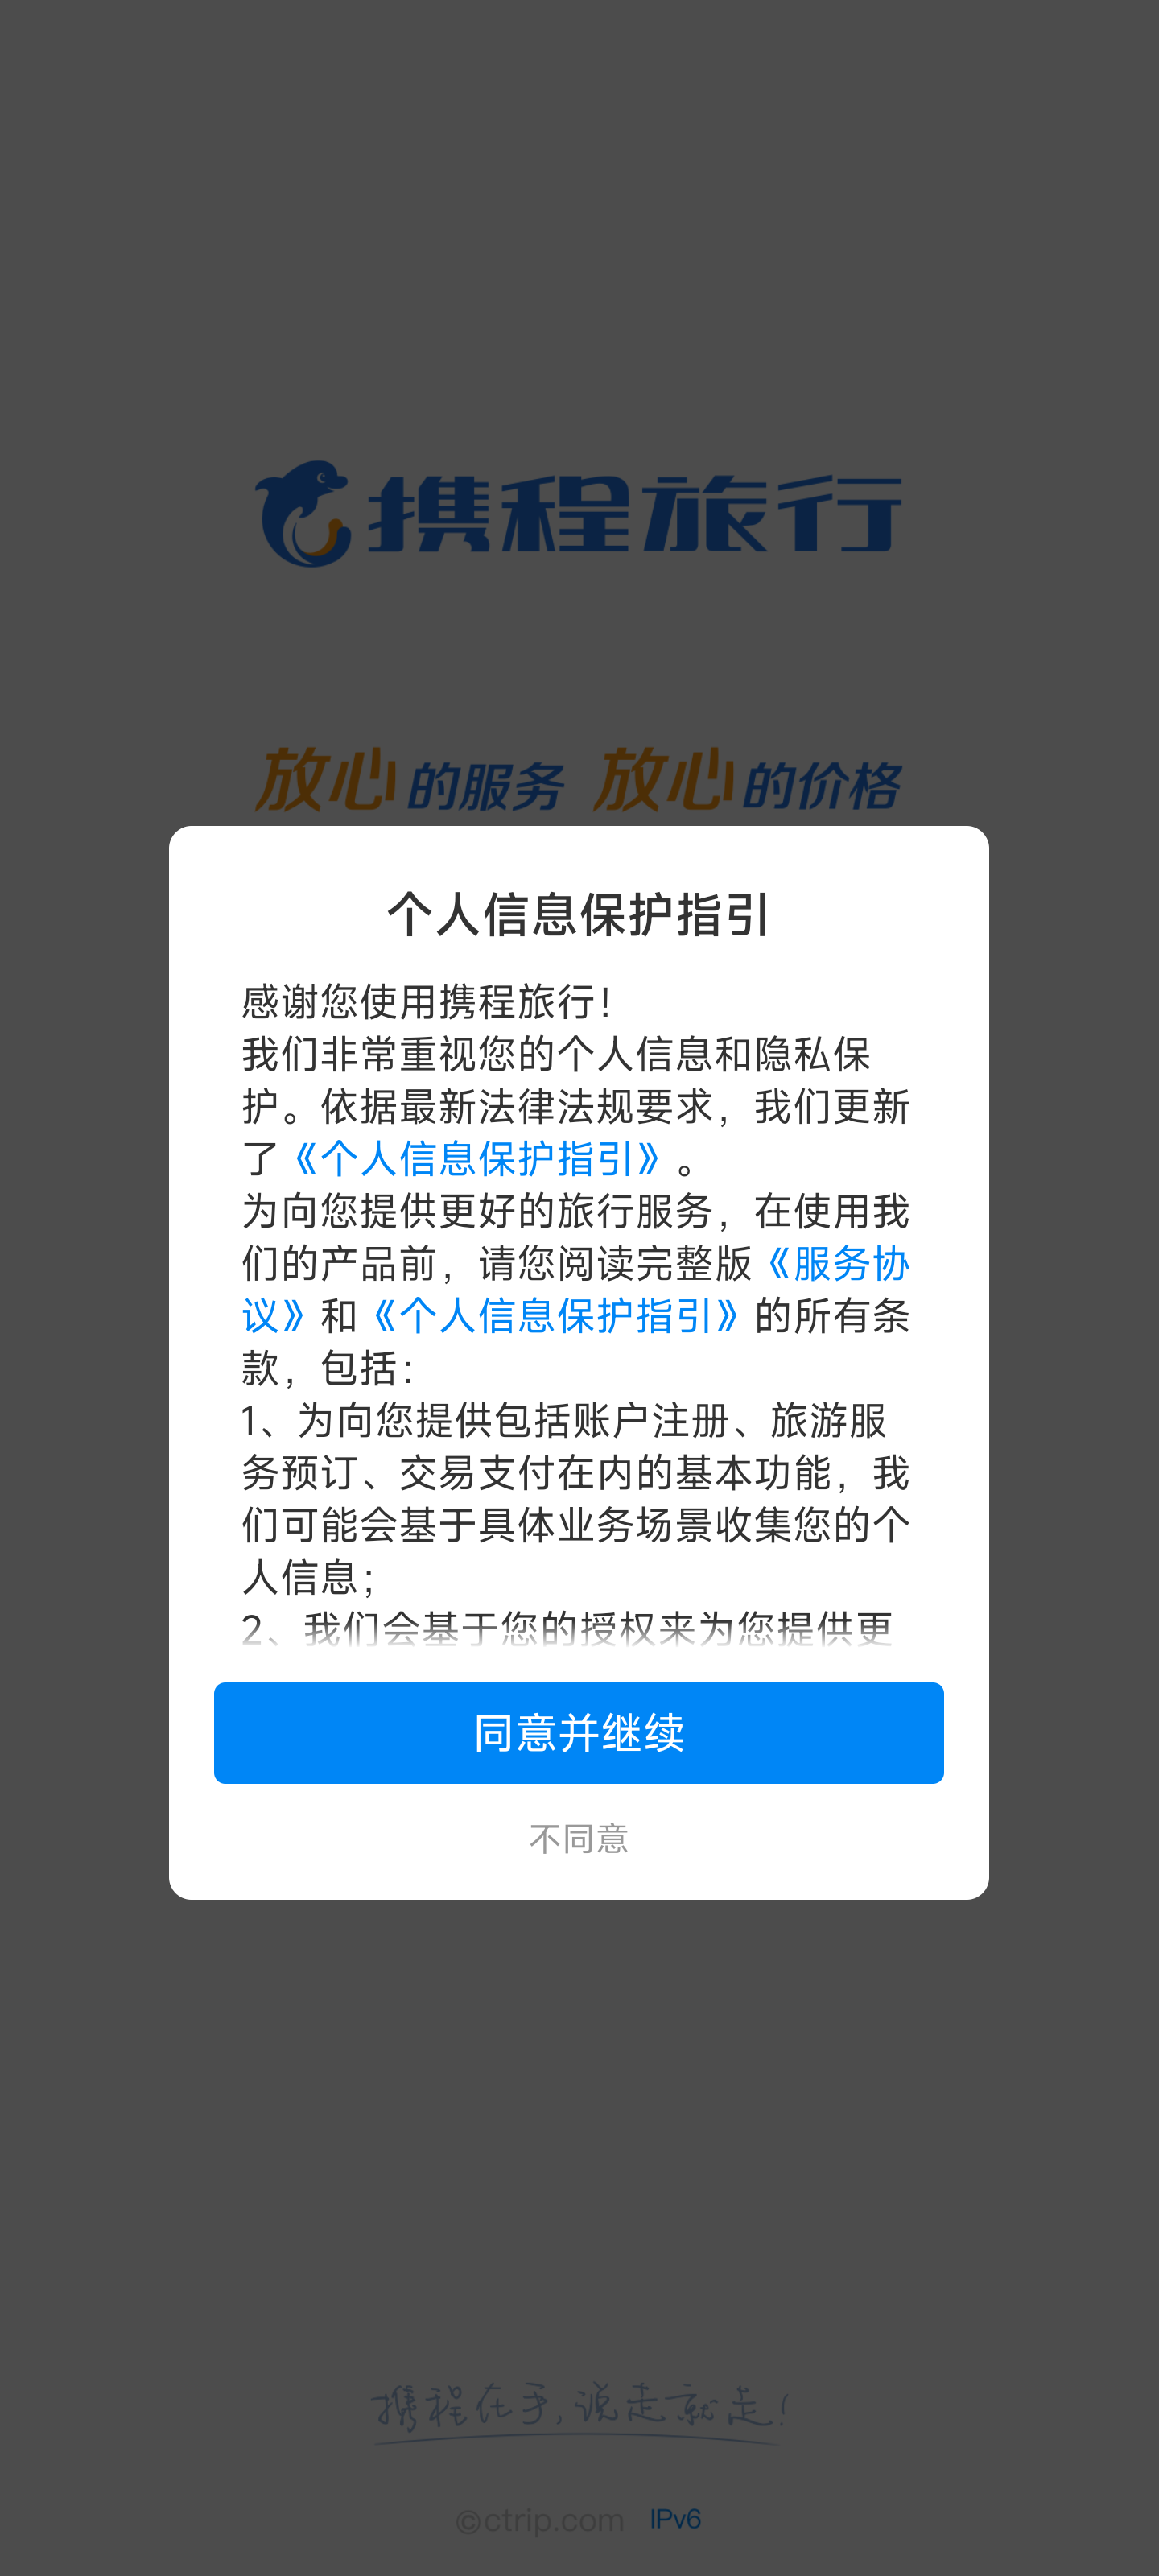 携程旅行
放心的服务 放心的价格
个人信息保护指引
感谢您使用携程旅行！
我们非常重视您的个人信息和隐私保
护。依据最新法律法规要求，我们更新
了《个人信息保护指引》。
为向您提供更好的旅行服务，在使用我
们的产品前，请您阅读完整版《服务协
议》和《个人信息保护指引》的所有条
款，包括：
1、为向您提供包括账户注册、旅游服
务预订、交易支付在内的基本功能，我
们可能会基于具体业务场景收集您的个
人信息；
2、我们会基于您的授权来为您提供更
同意并继续
不同意
携程在手,说走就走!
©ctrip.com IPv6